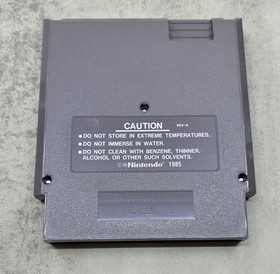 CAUTION REV-A
●DO NOT STORE IN EXTREME TEMPERATURES.
●DO NOT IMMERSE IN WATER.
●DO NOT CLEAN WITH BENZENE, THINNER,
ALCOHOL OR OTHER SUCH SOLVENTS.
©®Nintendo® 1985